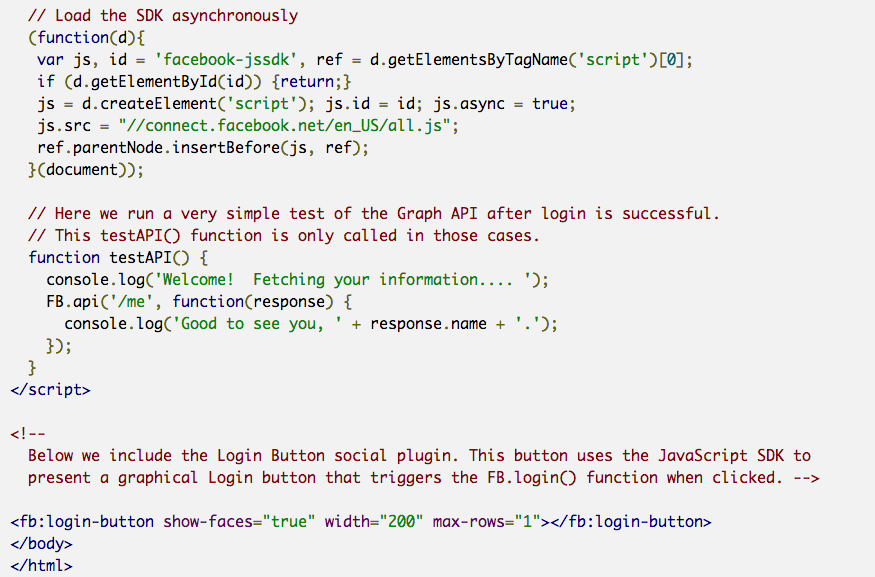 // Load the SDK asynchronously
(function(d){
var js, id = 'facebook-jssdk', ref = d.getElementsByTagName('script')[0];
if (d.getElementById(id)) {return;}
js = d.createElement('script'); js.id = id; js.async = true;
js.src = "//connect.facebook.net/en_US/all.js";
ref.parentNode.insertBefore(js, ref);
}(document));
// Here we run a very simple test of the Graph API after login is successful.
// This testAPI() function is only called in those cases.
function testAPI() {
console.log('Welcome!  Fetching your information.... ');
FB.api('/me', function(response) {
console.log('Good to see you, ' + response.name + '.');
});
}
</script>
<!--
Below we include the Login Button social plugin. This button uses the JavaScript SDK to
present a graphical Login button that triggers the FB.login() function when clicked. -->
<fb:login-button show-faces="true" width="200" max-rows="1"></fb:login-button>
</body>
</html>